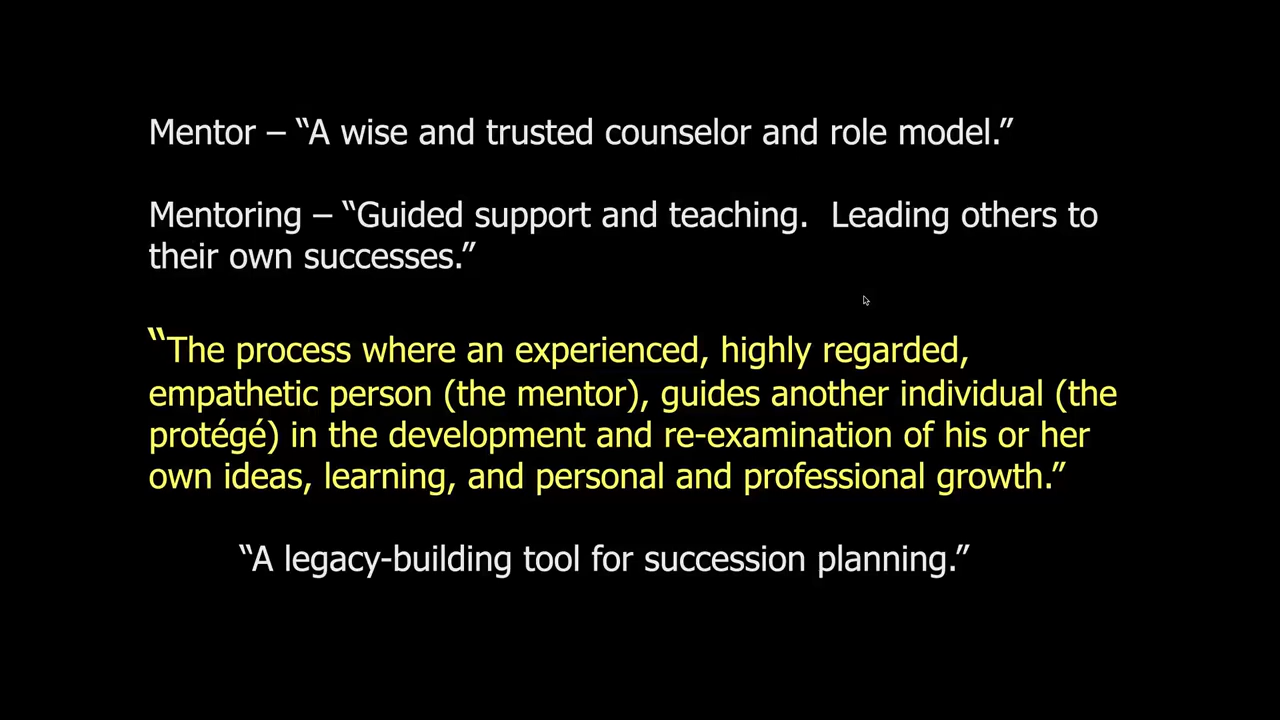 Mentor – “A wise and trusted counselor and role model.”
Mentoring – “Guided support and teaching.  Leading others to
their own successes.”
“The process where an experienced, highly regarded,
empathetic person (the mentor), guides another individual (the
protégé) in the development and re-examination of his or her
own ideas, learning, and personal and professional growth.”
“A legacy-building tool for succession planning.”